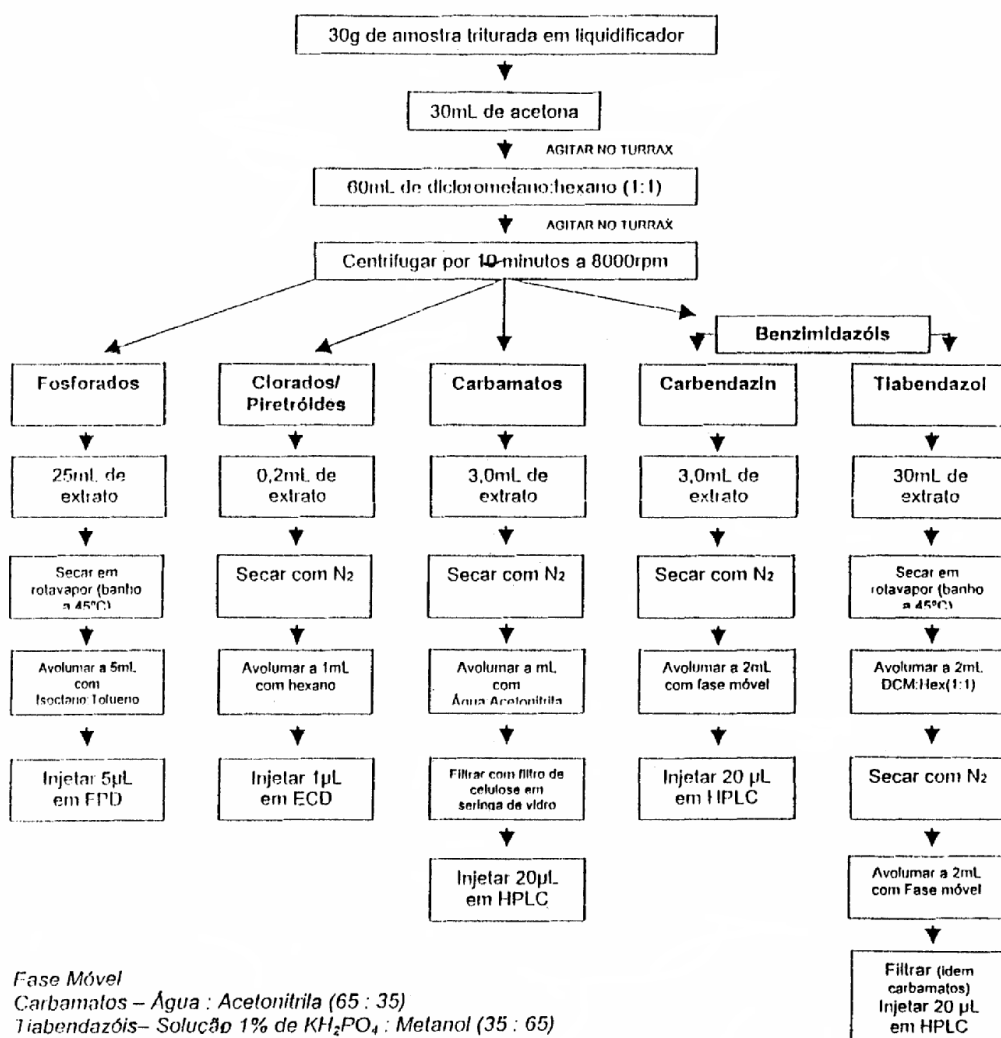 30g de amostra triturada em liquidificador
30mL de acetona
AGITAR NO TURRAX
60mL de diclorometano:hexano (1:1)
AGITAR NO TURRAX
Centrifugar por 10 minutos a 8000rpm
Benzimidazóis
Fosforados
Clorados/
Piretróides
Carbamatos
Carbendazin
Tiabendazol
25mL de
extrato
0,2mL de
extrato
3,0mL de
extrato
3,0mL de
extrato
30mL de
extrato
Secar em
rotavapor (banho
a 45ºC)
Secar com N₂
Secar com N₂
Secar com N₂
Secar em
rotavapor (banho
a 45ºC)
Avolumar a 5mL
com
Isoctano:Tolueno
Avolumar a 1mL
com hexano
Avolumar a mL
com
Água:Acetonitrila
Avolumar a 2mL
com fase móvel
Avolumar a 2mL
DCM:Hex(1:1)
Injetar 5µL
em FPD
Injetar 1µL
em ECD
Filtrar com filtro de
celulose em
seringa de vidro
Injetar 20 µL
em HPLC
Secar com N₂
Injetar 20µL
em HPLC
Avolumar a 2mL
com Fase móvel
Filtrar (idem
carbamatos)
Injetar 20 µL
em HPLC
Fase Móvel
Carbamatos – Água : Acetonitrila (65 : 35)
Tiabendazóis– Solução 1% de KH₂PO₄ : Metanol (35 : 65)